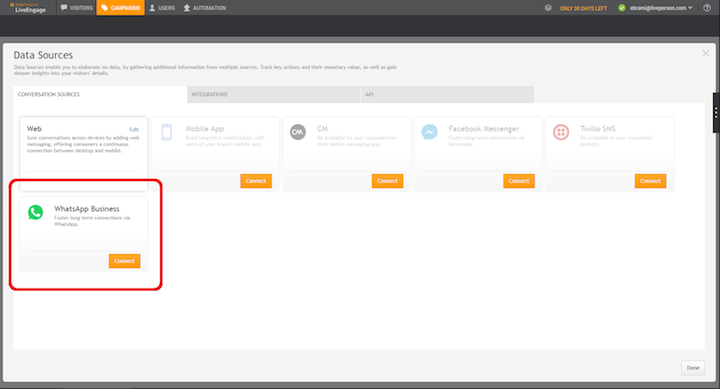 LiveEngage
VISITORS
CAMPAIGNS
USERS
AUTOMATION
ONLY 30 DAYS LEFT
ebrami@liveperson.com
Data Sources
Data Sources enable you to elaborate on data, by gathering additional information from multiple sources. Track key actions and their monetary value, as well as gain
deeper insights into your visitors' details.
CONVERSATION SOURCES
INTEGRATIONS
API
Web
Edit
Sync conversations across devices by adding web
messaging, offering consumers a continuous
connection between desktop and mobile.
Mobile App
Build long-term relationships with
users of your brand's mobile app.
Connect
CM
CM
Be available to your consumers on
their native messaging app.
Connect
Facebook Messenger
Foster long-term connections via
Messenger.
Connect
Twilio SMS
Be available in your consumers'
pockets.
Connect
WhatsApp Business
Foster long-term connections via
WhatsApp.
Connect
Done